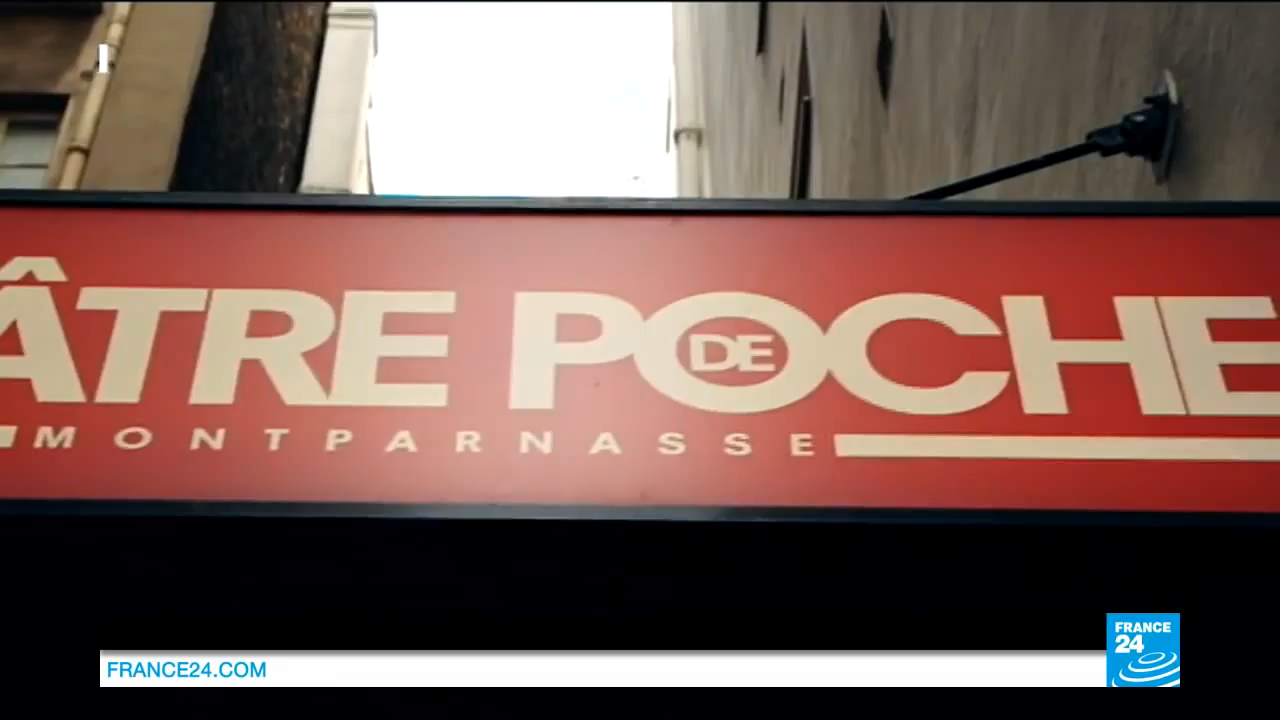 ÂTRE POCHE
DE
MONTPARNASSE
FRANCE24.COM
FRANCE
24